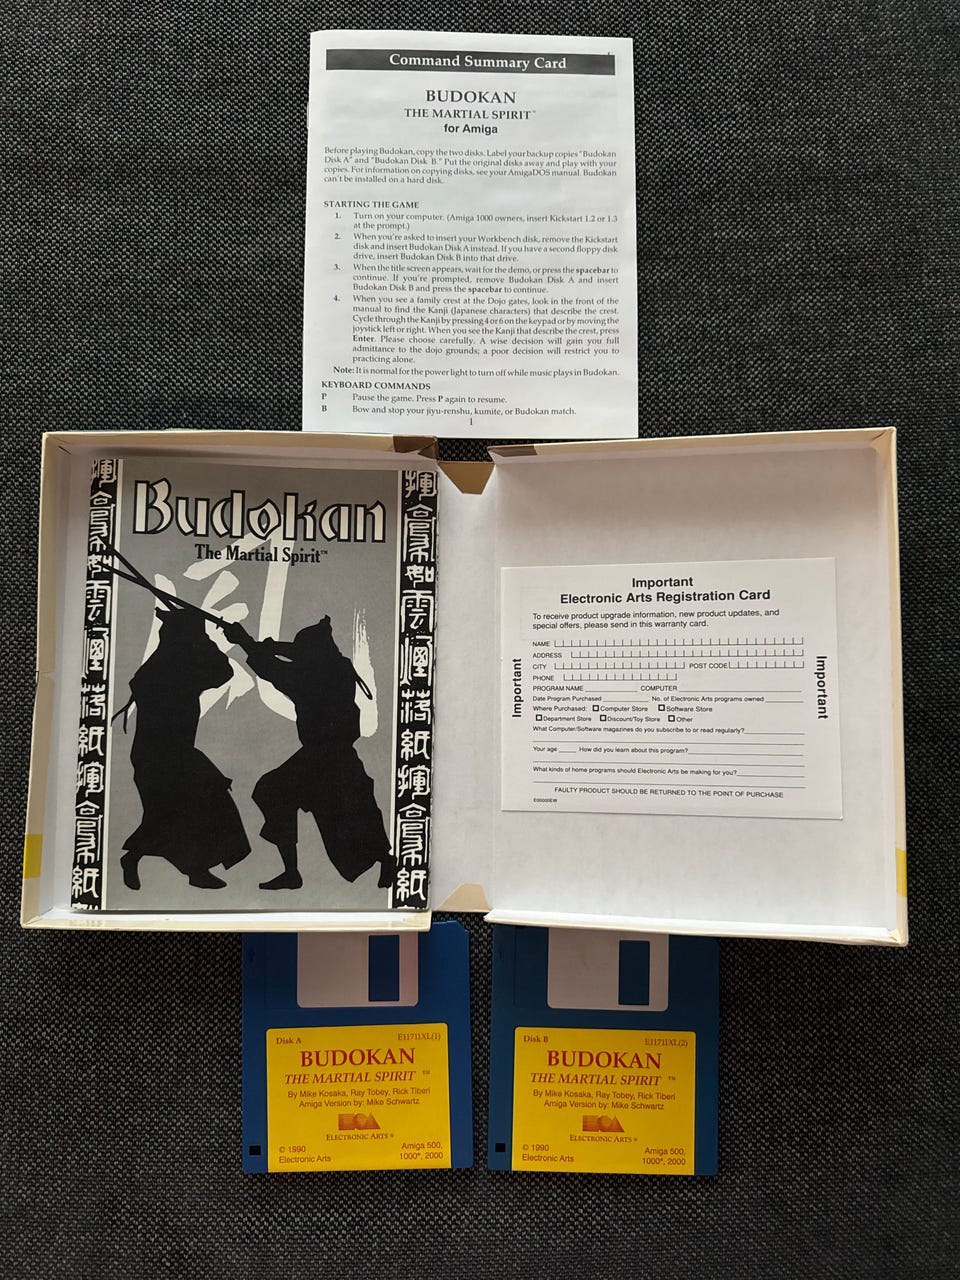 Command Summary Card
BUDOKAN
THE MARTIAL SPIRIT™
for Amiga
Before playing Budokan, copy the two disks. Label your backup copies "Budokan
Disk A" and "Budokan Disk B." Put the original disks away and play with your
copies. For information on copying disks, see your AmigaDOS manual. Budokan
can't be installed on a hard disk.
STARTING THE GAME
1. Turn on your computer. (Amiga 1000 owners, insert Kickstart 1.2 or 1.3
at the prompt.)
2. When you're asked to insert your Workbench disk, remove the Kickstart
disk and insert Budokan Disk A instead. If you have a second floppy disk
drive, insert Budokan Disk B into that drive.
3. When the title screen appears, wait for the demo, or press the spacebar to
continue. If you're prompted, remove Budokan Disk A and insert
Budokan Disk B and press the spacebar to continue.
4. When you see a family crest at the Dojo gates, look in the front of the
manual to find the Kanji (Japanese characters) that describe the crest.
Cycle through the Kanji by pressing 4 or 6 on the keypad or by moving the
joystick left or right. When you see the Kanji that describe the crest, press
Enter. Please choose carefully. A wise decision will gain you full
admittance to the dojo grounds; a poor decision will restrict you to
practicing alone.
Note: It is normal for the power light to turn off while music plays in Budokan.
KEYBOARD COMMANDS
P Pause the game. Press P again to resume.
B Bow and stop your jiyu-renshu, kumite, or Budokan match.
1
Budokan
The Martial Spirit™
Important
Electronic Arts Registration Card
To receive product upgrade information, new product updates, and
special offers, please send in this warranty card.
NAME
ADDRESS
CITY POST CODE
PHONE
PROGRAM NAME COMPUTER
Date Program Purchased No. of Electronic Arts programs owned
Where Purchased: Computer Store Software Store
Department Store Discount/Toy Store Other
What Computer/Software magazines do you subscribe to or read regularly?
Your age How did you learn about this program?
What kinds of home programs should Electronic Arts be making for you?
FAULTY PRODUCT SHOULD BE RETURNED TO THE POINT OF PURCHASE
E00000EW
Important
Important
Disk A E11711XL(1)
BUDOKAN
THE MARTIAL SPIRIT ™
By Mike Kosaka, Ray Tobey, Rick Tiberi
Amiga Version by: Mike Schwartz
ELECTRONIC ARTS ®
© 1990
Electronic Arts
Amiga 500,
1000*, 2000
Disk B E11711XL(2)
BUDOKAN
THE MARTIAL SPIRIT ™
By Mike Kosaka, Ray Tobey, Rick Tiberi
Amiga Version by: Mike Schwartz
ELECTRONIC ARTS ®
© 1990
Electronic Arts
Amiga 500,
1000*, 2000